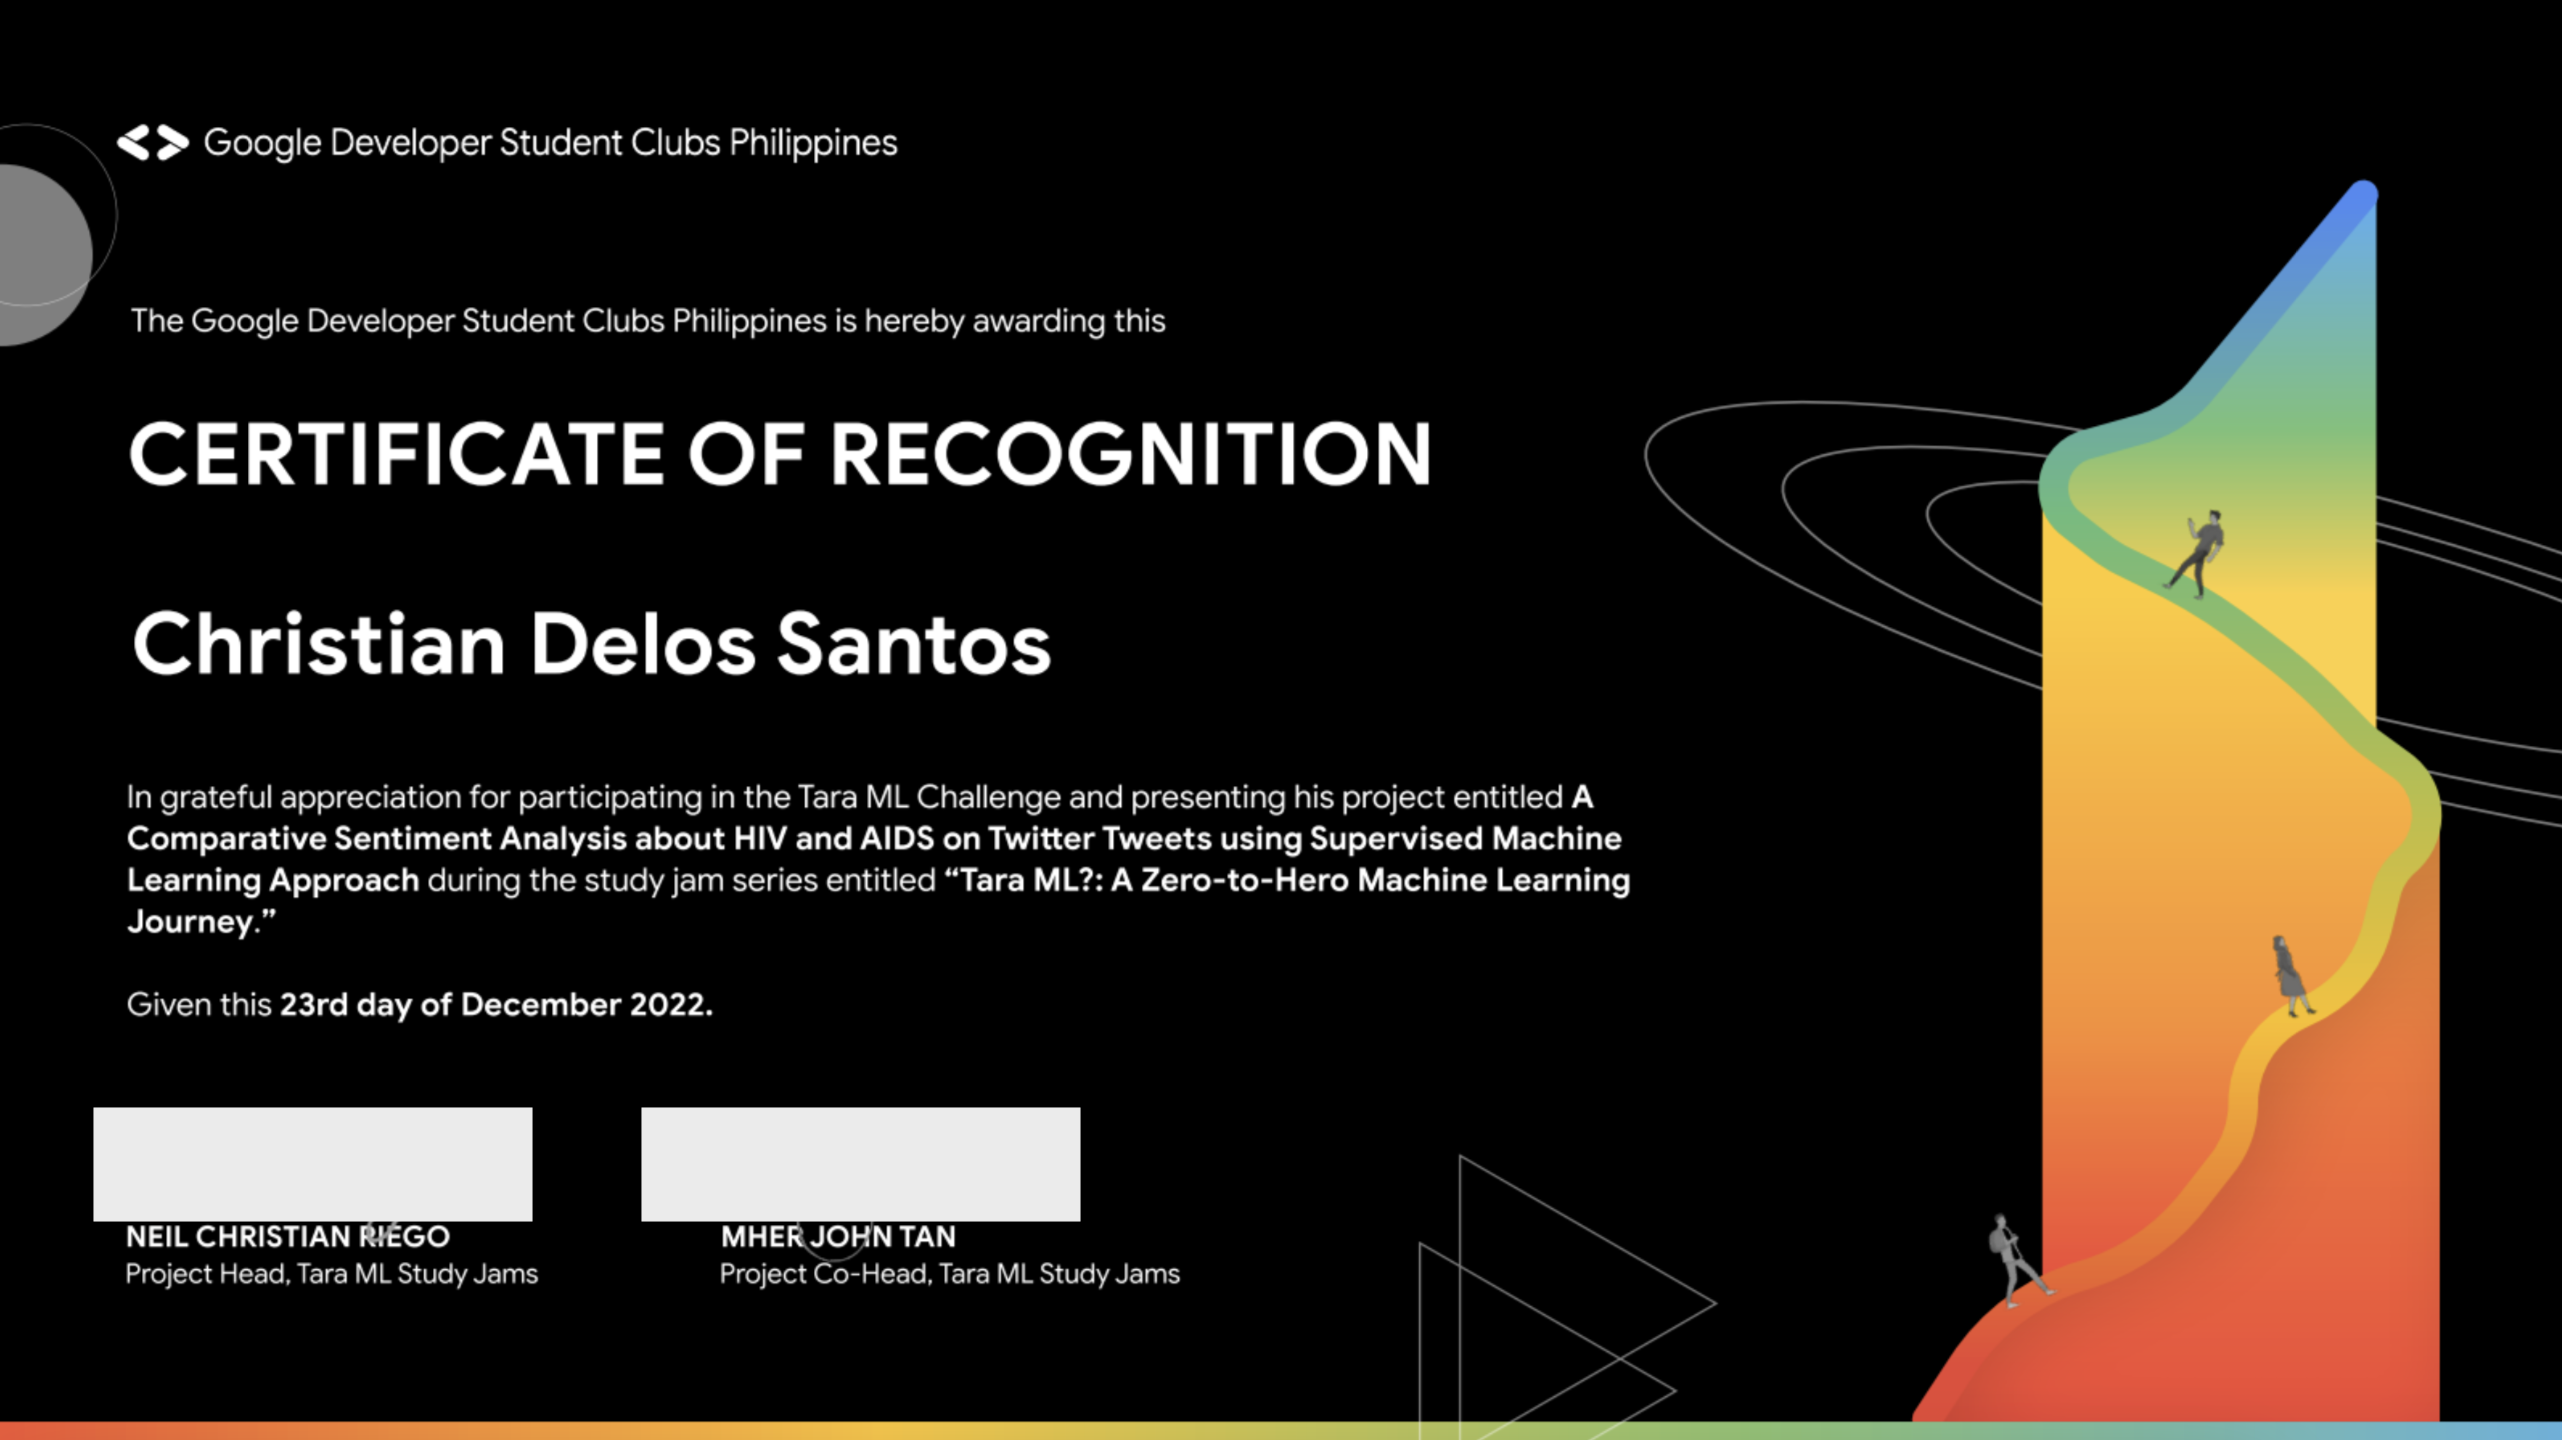 Google Developer Student Clubs Philippines
The Google Developer Student Clubs Philippines is hereby awarding this
CERTIFICATE OF RECOGNITION
Christian Delos Santos
In grateful appreciation for participating in the Tara ML Challenge and presenting his project entitled A
Comparative Sentiment Analysis about HIV and AIDS on Twitter Tweets using Supervised Machine
Learning Approach during the study jam series entitled “Tara ML?: A Zero-to-Hero Machine Learning
Journey.”
Given this 23rd day of December 2022.
NEIL CHRISTIAN RIEGO
Project Head, Tara ML Study Jams
MHER JOHN TAN
Project Co-Head, Tara ML Study Jams